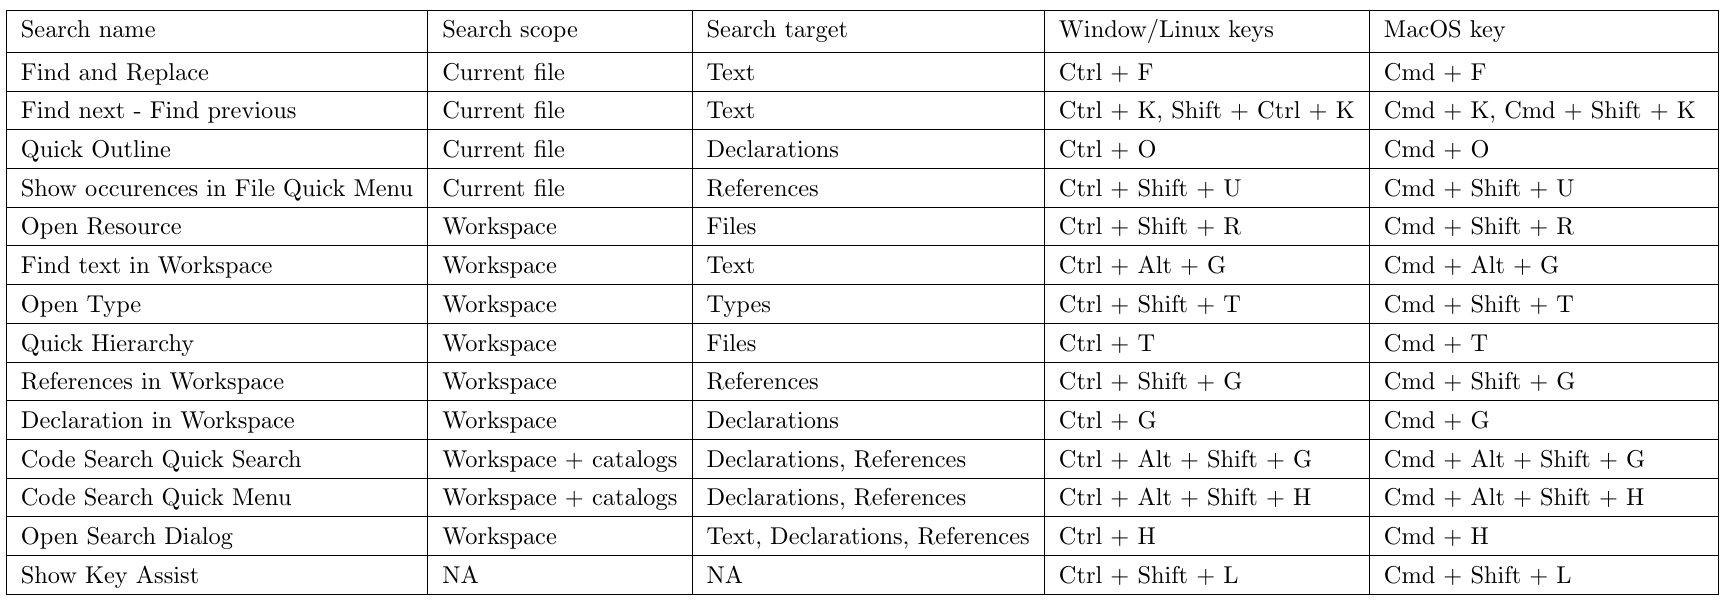 Search name Search scope Search target Window/Linux keys MacOS key
Find and Replace Current file Text Ctrl + F Cmd + F
Find next - Find previous Current file Text Ctrl + K, Shift + Ctrl + K Cmd + K, Cmd + Shift + K
Quick Outline Current file Declarations Ctrl + O Cmd + O
Show occurences in File Quick Menu Current file References Ctrl + Shift + U Cmd + Shift + U
Open Resource Workspace Files Ctrl + Shift + R Cmd + Shift + R
Find text in Workspace Workspace Text Ctrl + Alt + G Cmd + Alt + G
Open Type Workspace Types Ctrl + Shift + T Cmd + Shift + T
Quick Hierarchy Workspace Files Ctrl + T Cmd + T
References in Workspace Workspace References Ctrl + Shift + G Cmd + Shift + G
Declaration in Workspace Workspace Declarations Ctrl + G Cmd + G
Code Search Quick Search Workspace + catalogs Declarations, References Ctrl + Alt + Shift + G Cmd + Alt + Shift + G
Code Search Quick Menu Workspace + catalogs Declarations, References Ctrl + Alt + Shift + H Cmd + Alt + Shift + H
Open Search Dialog Workspace Text, Declarations, References Ctrl + H Cmd + H
Show Key Assist NA NA Ctrl + Shift + L Cmd + Shift + L